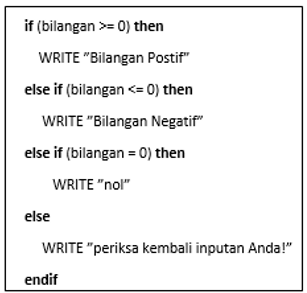 if (bilangan >= 0) then
WRITE ”Bilangan Postif”
else if (bilangan <= 0) then
WRITE ”Bilangan Negatif”
else if (bilangan = 0) then
WRITE ”nol”
else
WRITE ”periksa kembali inputan Anda!”
endif